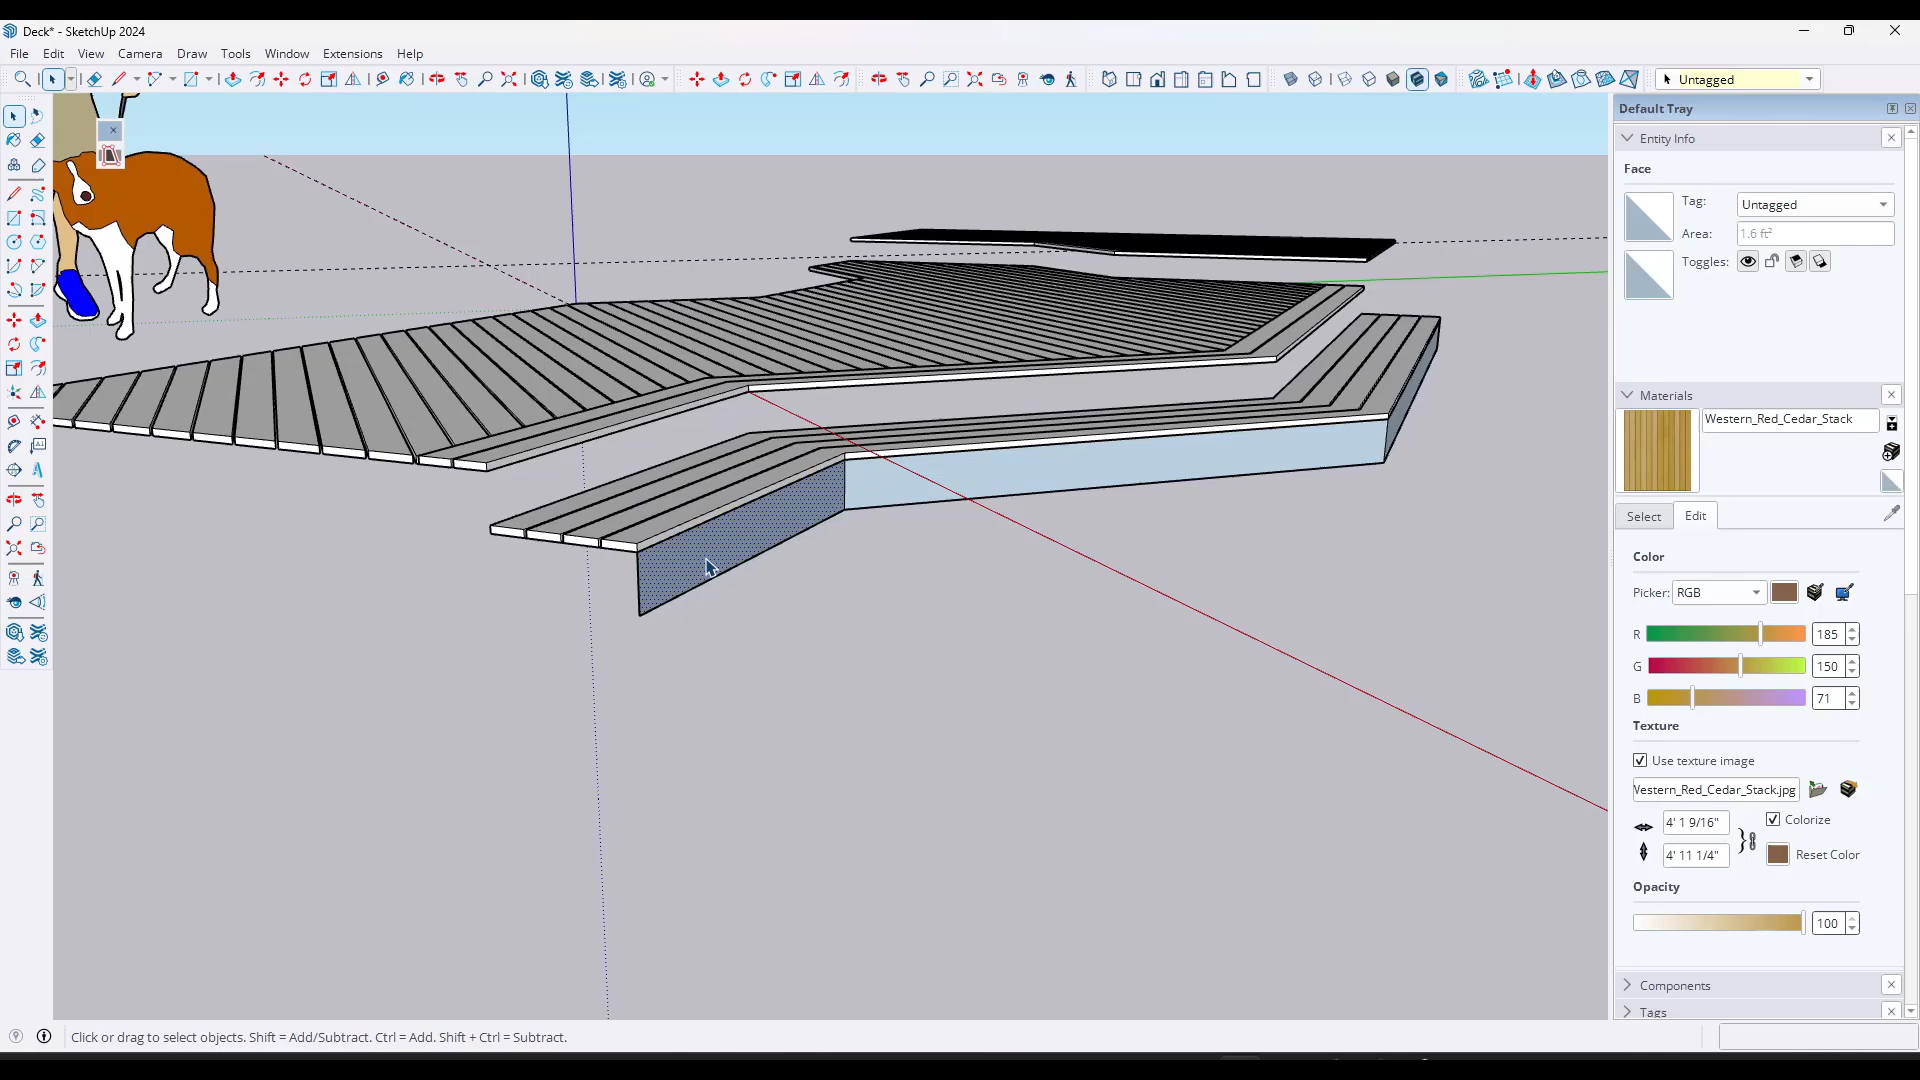 Deck* - SketchUp 2024
File Edit View Camera Draw Tools Window Extensions Help
Untagged
Default Tray
Entity Info
Face
Tag: Untagged
Area: 1.6 ft²
Toggles:
Materials
Western_Red_Cedar_Stack
Select Edit
Color
Picker: RGB
R 185
G 150
B 71
Texture
Use texture image
Western_Red_Cedar_Stack.jpg
4' 1 9/16" Colorize
4' 11 1/4" Reset Color
Opacity
100
Components
Tags
Click or drag to select objects. Shift = Add/Subtract. Ctrl = Add. Shift + Ctrl = Subtract.